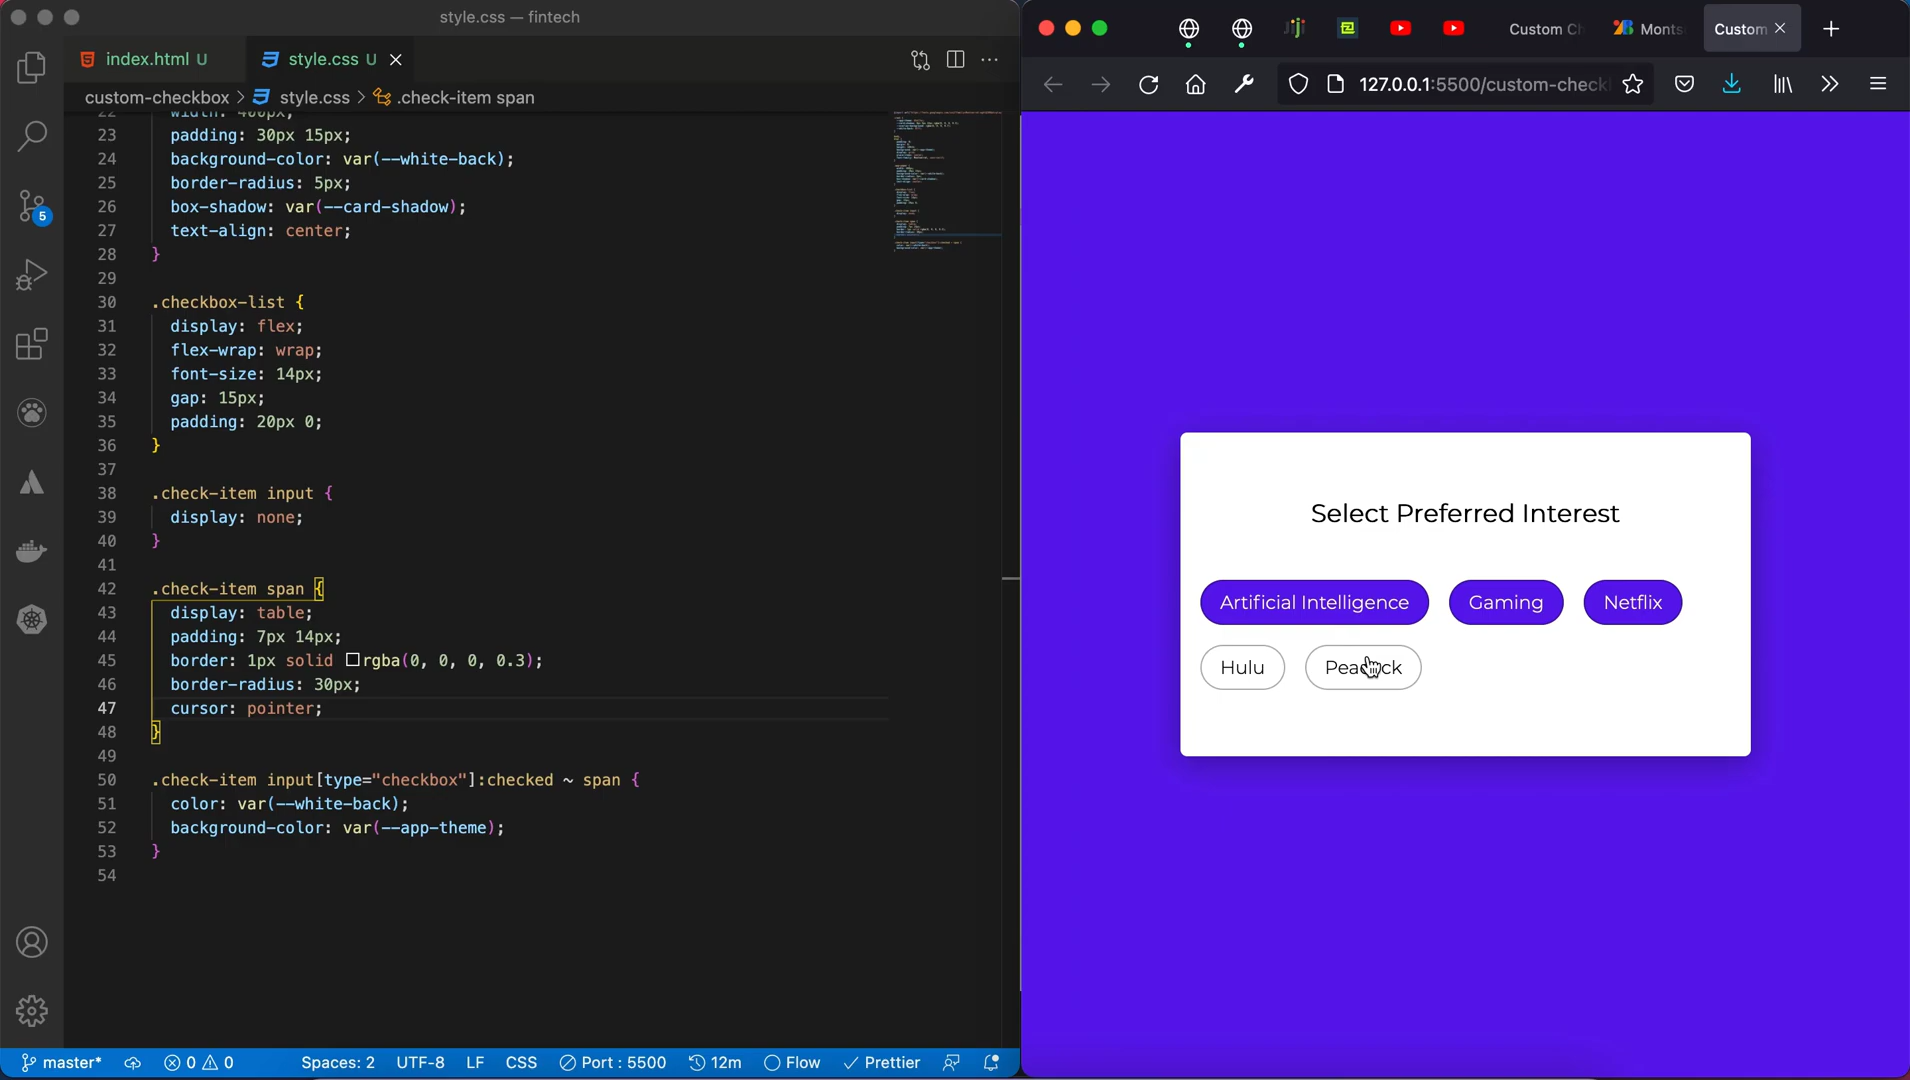 style.css — fintech
index.html U
style.css U
custom-checkbox > style.css > .check-item span
23 padding: 30px 15px;
24 background-color: var(--white-back);
25 border-radius: 5px;
26 box-shadow: var(--card-shadow);
27 text-align: center;
28 }
29
30 .checkbox-list {
31 display: flex;
32 flex-wrap: wrap;
33 font-size: 14px;
34 gap: 15px;
35 padding: 20px 0;
36 }
37
38 .check-item input {
39 display: none;
40 }
41
42 .check-item span {
43 display: table;
44 padding: 7px 14px;
45 border: 1px solid rgba(0, 0, 0, 0.3);
46 border-radius: 30px;
47 cursor: pointer;
48 }
49
50 .check-item input[type="checkbox"]:checked ~ span {
51 color: var(--white-back);
52 background-color: var(--app-theme);
53 }
54
5
master* 0 0 Spaces: 2 UTF-8 LF CSS Port : 5500 12m Flow Prettier
Jiji
Custom Ch
Monts
Custom
127.0.0.1:5500/custom-check
Select Preferred Interest
Artificial Intelligence
Gaming
Netflix
Hulu
Peacock